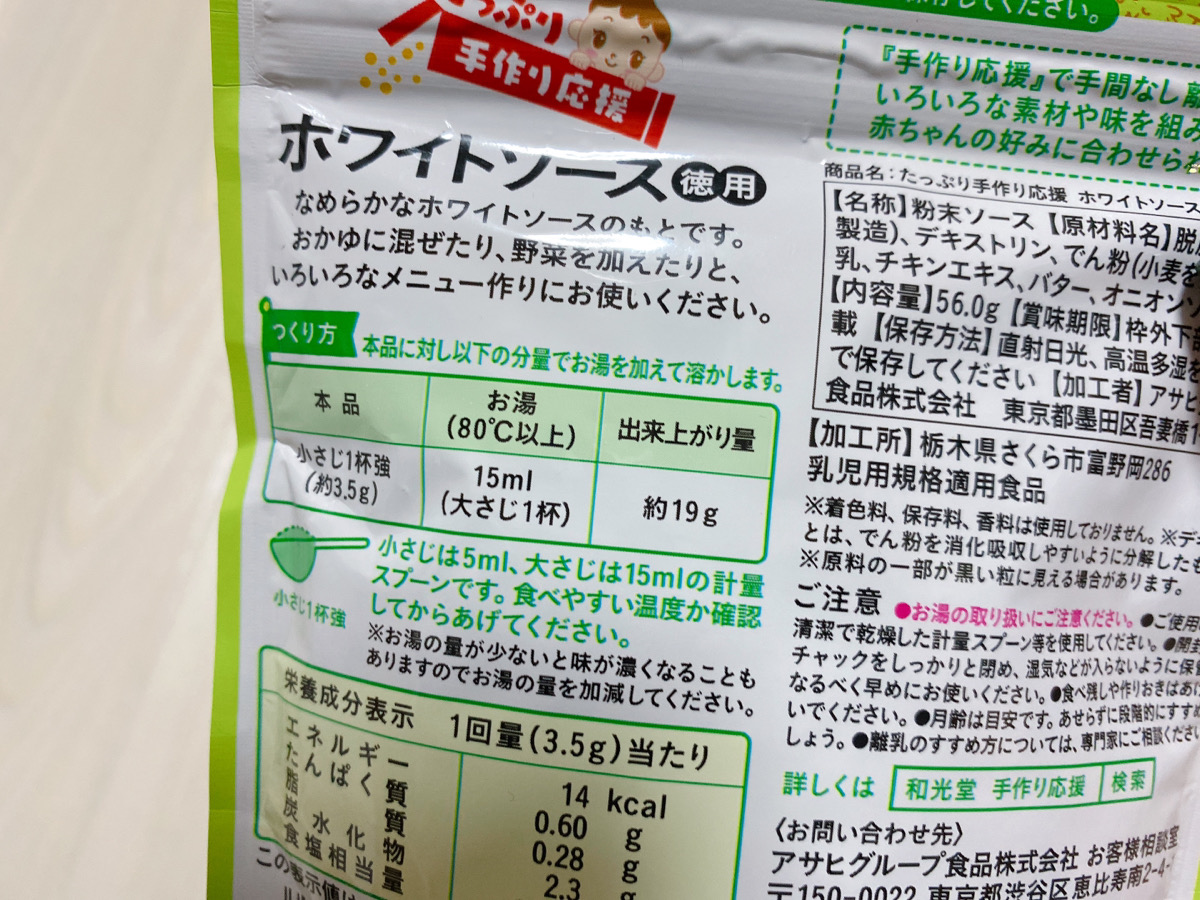 っぷり
手作り応援
ホワイトソース 徳用
なめらかなホワイトソースのもとです。
おかゆに混ぜたり、野菜を加えたりと、
いろいろなメニュー作りにお使いください。
つくり方
本品に対し以下の分量でお湯を加えて溶かします。
本品
お湯
(80℃以上)
出来上がり量
小さじ1杯強
(約3.5g)
15ml
(大さじ1杯)
約19g
小さじ1杯強
小さじは5ml、大さじは15mlの計量
スプーンです。食べやすい温度か確認
してからあげてください。
※お湯の量が少ないと味が濃くなることも
ありますのでお湯の量を加減してください。
栄養成分表示 1回量(3.5g)当たり
エネルギー 14 kcal
たんぱく質 0.60 g
脂質 0.28 g
炭水化物 2.3 g
食塩相当量
この表示値は
ください。
『手作り応援』で手間なし離
いろいろな素材や味を組み
赤ちゃんの好みに合わせら
商品名:たっぷり手作り応援 ホワイトソース
【名称】粉末ソース 【原材料名】脱
製造)、デキストリン、でん粉(小麦を
乳、チキンエキス、バター、オニオン
【内容量】56.0g【賞味期限】枠外下部
載 【保存方法】直射日光、高温多湿を
で保存してください 【加工者】アサヒ
食品株式会社 東京都墨田区吾妻橋1
【加工所】栃木県さくら市富野岡286
乳児用規格適用食品
※着色料、保存料、香料は使用しておりません。※デキ
とは、でん粉を消化吸収しやすいように分解したも
※原料の一部が黒い粒に見える場合があります。
ご注意 ●お湯の取り扱いにご注意ください。●ご使用
清潔で乾燥した計量スプーン等を使用してください。●開封
チャックをしっかりと閉め、湿気などが入らないように保
なるべく早めにお使いください。●食べ残しや作りおきはあ
いでください。●月齢は目安です。あせらずに段階的にすす
しょう。●離乳のすすめ方については、専門家にご相談くださ
詳しくは 和光堂 手作り応援 検索
〈お問い合わせ先〉
アサヒグループ食品株式会社 お客様相談室
〒150-0022 東京都渋谷区恵比寿南2-4-